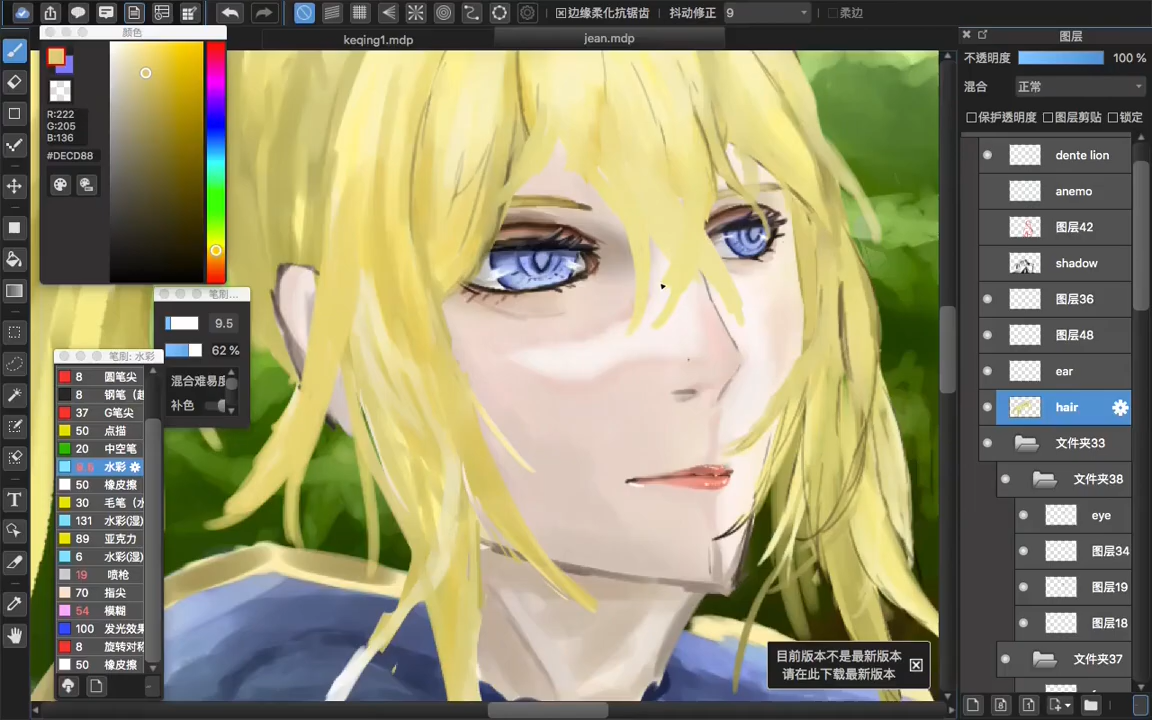 边缘柔化抗锯齿
抖动修正
9
柔边
颜色
keqing1.mdp
jean.mdp
R:222
G:205
B:136
#DECD88
笔刷...
9.5
62 %
混合难易度
补色
笔刷: 水彩
8 圆笔尖
8 钢笔（起
37 G笔尖
50 点描
20 中空笔
水彩
50 橡皮擦
30 毛笔（水
131 水彩(湿)
89 亚克力
6 水彩(湿)
19 喷枪
70 指尖
54 模糊
100 发光效果
8 旋转对称
50 橡皮擦
T
图层
不透明度
100 %
混合
正常
保护透明度
图层剪贴
锁定
dente lion
anemo
图层42
shadow
图层36
图层48
ear
hair
文件夹33
文件夹38
eye
图层34
图层19
图层18
文件夹37
目前版本不是最新版本
请在此下载最新版本